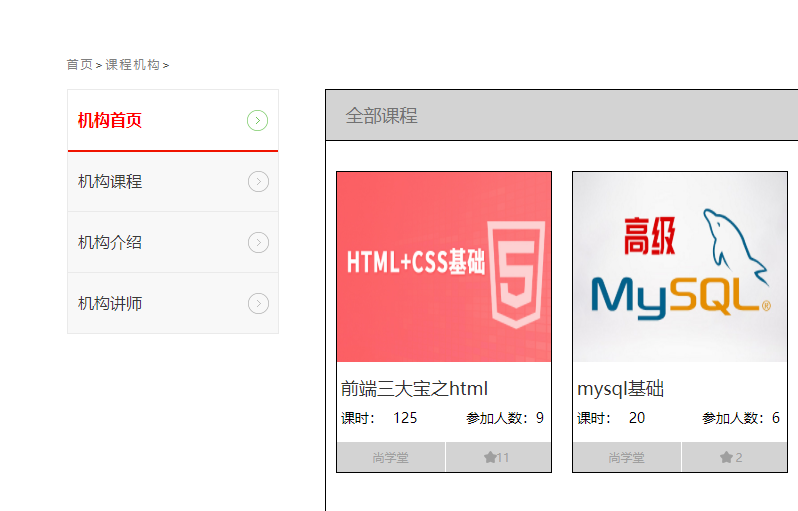 首页 > 课程机构 >
机构首页
机构课程
机构介绍
机构讲师
全部课程
HTML+CSS基础
5
前端三大宝之html
课时： 125 参加人数：9
尚学堂 11
高级
MySQL®
mysql基础
课时： 20 参加人数：6
尚学堂 2